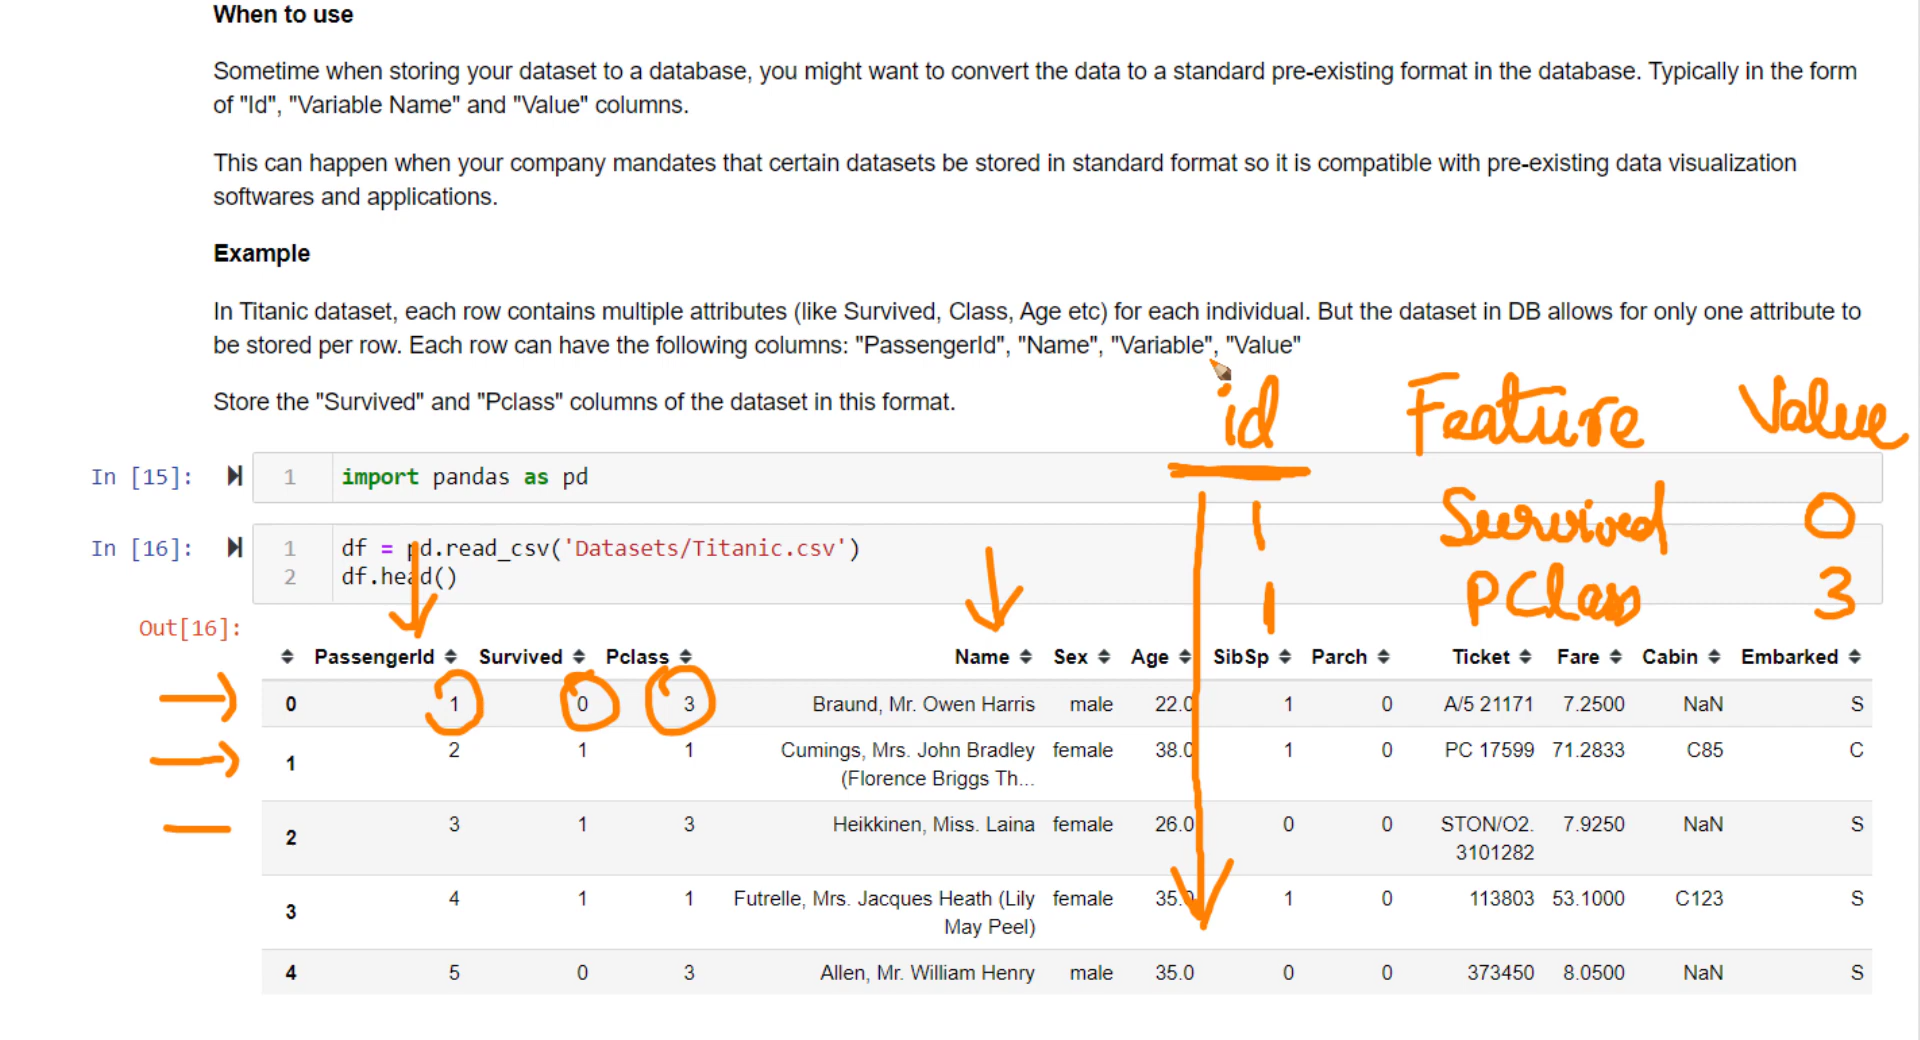 When to use
Sometime when storing your dataset to a database, you might want to convert the data to a standard pre-existing format in the database. Typically in the form
of "Id", "Variable Name" and "Value" columns.
This can happen when your company mandates that certain datasets be stored in standard format so it is compatible with pre-existing data visualization
softwares and applications.
Example
In Titanic dataset, each row contains multiple attributes (like Survived, Class, Age etc) for each individual. But the dataset in DB allows for only one attribute to
be stored per row. Each row can have the following columns: "PassengerId", "Name", "Variable", "Value"
Store the "Survived" and "Pclass" columns of the dataset in this format.
id Feature Value
In [15]: 1 import pandas as pd
1 Survived 0
In [16]: 1 df = pd.read_csv('Datasets/Titanic.csv')
2 df.head()
1 PClass 3
Out[16]:
PassengerId Survived Pclass Name Sex Age SibSp Parch Ticket Fare Cabin Embarked
0 1 0 3 Braund, Mr. Owen Harris male 22.0 1 0 A/5 21171 7.2500 NaN S
1 2 1 1 Cumings, Mrs. John Bradley female 38.0 1 0 PC 17599 71.2833 C85 C
(Florence Briggs Th...
2 3 1 3 Heikkinen, Miss. Laina female 26.0 0 0 STON/O2. 7.9250 NaN S
3101282
3 4 1 1 Futrelle, Mrs. Jacques Heath (Lily female 35.0 1 0 113803 53.1000 C123 S
May Peel)
4 5 0 3 Allen, Mr. William Henry male 35.0 0 0 373450 8.0500 NaN S